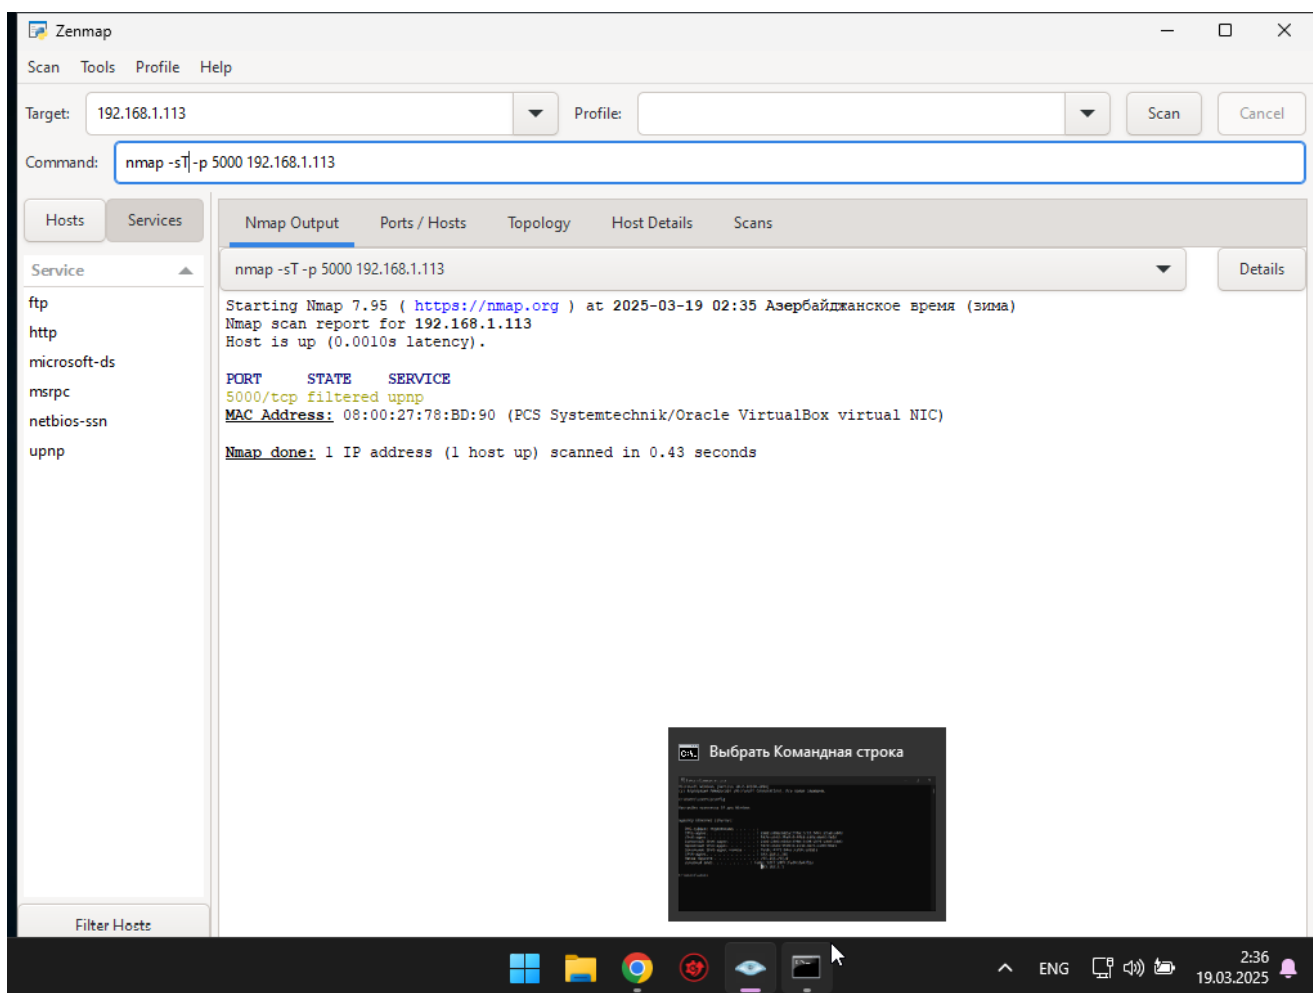 Zenmap
Scan Tools Profile Help
Target: 192.168.1.113 Profile: Scan Cancel
Command: nmap -sT -p 5000 192.168.1.113
Hosts Services
Nmap Output Ports / Hosts Topology Host Details Scans
Service
nmap -sT -p 5000 192.168.1.113 Details
ftp
http
microsoft-ds
msrpc
netbios-ssn
upnp
Starting Nmap 7.95 ( https://nmap.org ) at 2025-03-19 02:35 Азербайджанское время (зима)
Nmap scan report for 192.168.1.113
Host is up (0.0010s latency).
PORT STATE SERVICE
5000/tcp filtered upnp
MAC Address: 08:00:27:78:BD:90 (PCS Systemtechnik/Oracle VirtualBox virtual NIC)
Nmap done: 1 IP address (1 host up) scanned in 0.43 seconds
Выбрать Командная строка
Filter Hosts
ENG
2:36
19.03.2025